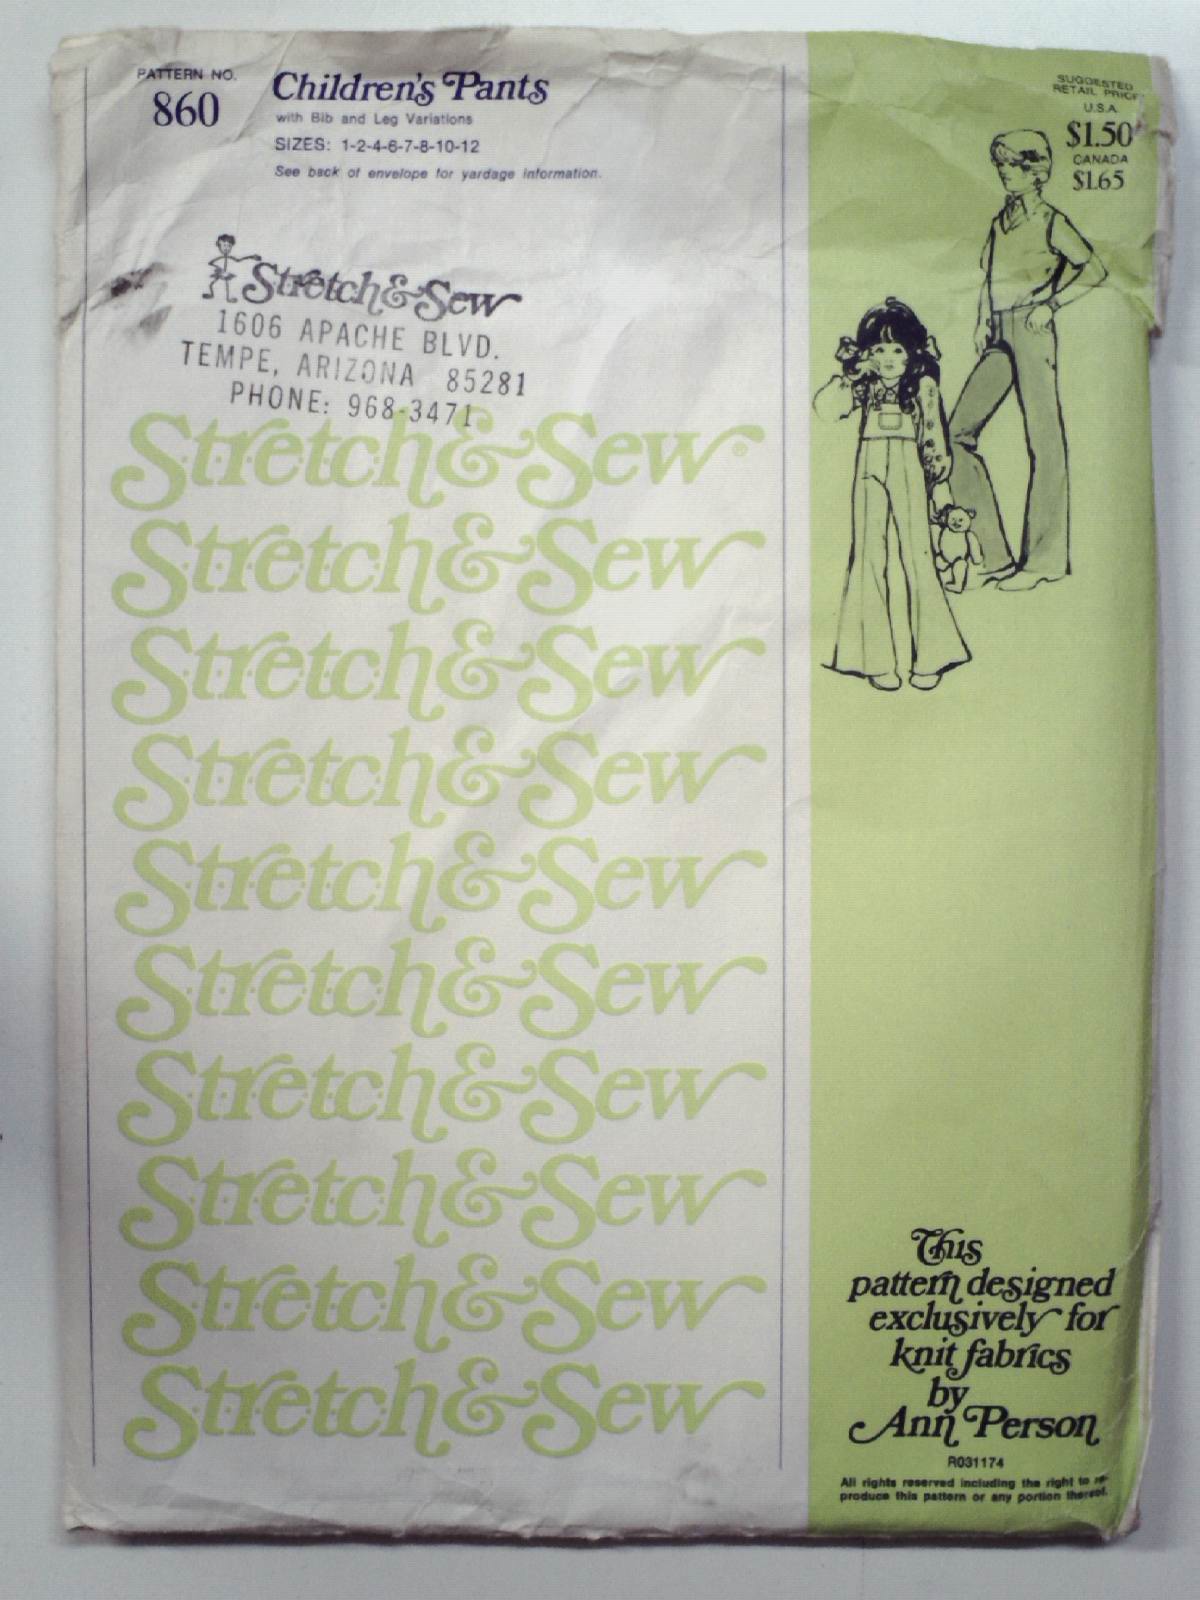 PATTERN NO.
860
Children's Pants
with Bib and Leg Variations
SIZES: 1-2-4-6-7-8-10-12
See back of envelope for yardage information.
SUGGESTED
RETAIL PRICE
U.S.A.
$1.50
CANADA
$1.65
Stretch & Sew
1606 APACHE BLVD.
TEMPE, ARIZONA 85281
PHONE: 968-3471
Stretch & Sew®
Stretch & Sew
Stretch & Sew
Stretch & Sew
Stretch & Sew
Stretch & Sew
Stretch & Sew
Stretch & Sew
Stretch & Sew
Stretch & Sew
This
pattern designed
exclusively for
knit fabrics
by
Ann Person
R031174
All rights reserved including the right to re-
produce this pattern or any portion thereof.